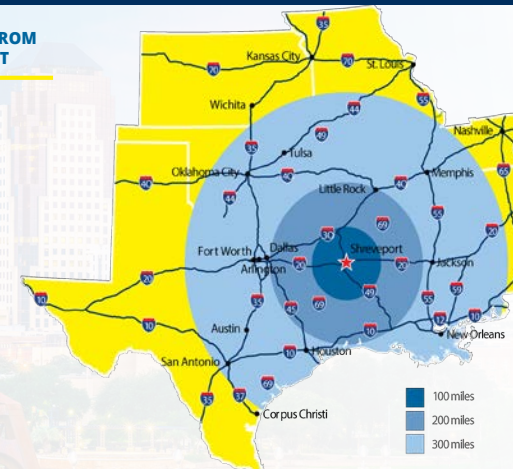 ROM
T
35
Kansas City
70
70
St. Louis
Wichita
55
44
49
Nashville
35
Tulsa
65
Oklahoma City
40
40
Memphis
40
Little Rock
40
44
55
69
30
20
Shreveport
Fort Worth
Dallas
Arlington
20
20
Jackson
20
49
59
10
35
45
69
55
12
10
10
10
New Orleans
Austin
10
Houston
San Antonio
69
35
37
Corpus Christi
100 miles
200 miles
300 miles